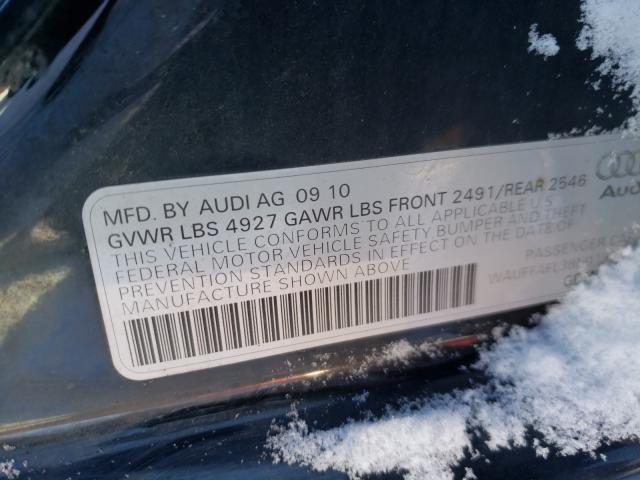 MFD. BY AUDI AG 09 10
GVWR LBS 4927 GAWR LBS FRONT 2491/REAR 2546
THIS VEHICLE CONFORMS TO ALL APPLICABLE U.S
FEDERAL MOTOR VEHICLE SAFETY BUMPER AND THEFT
PREVENTION STANDARDS IN EFFECT ON THE DATE OF
MANUFACTURE SHOWN ABOVE
Audi
PASSENGER